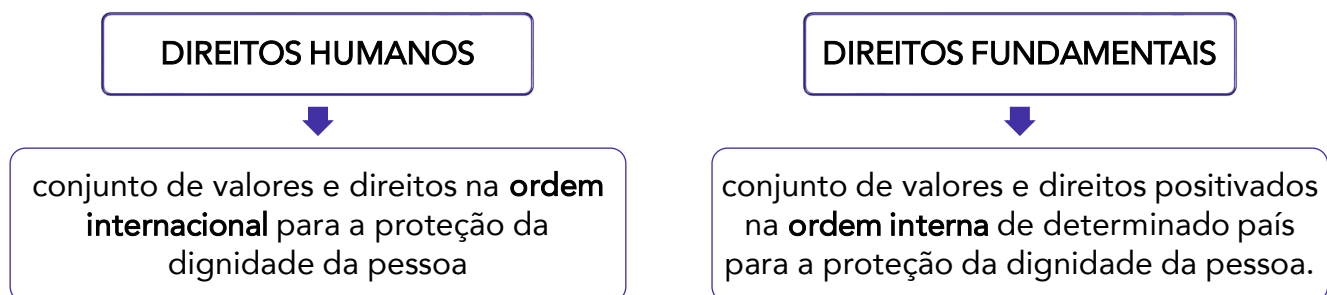 DIREITOS HUMANOS
conjunto de valores e direitos na ordem
internacional para a proteção da
dignidade da pessoa
DIREITOS FUNDAMENTAIS
conjunto de valores e direitos positivados
na ordem interna de determinado país
para a proteção da dignidade da pessoa.